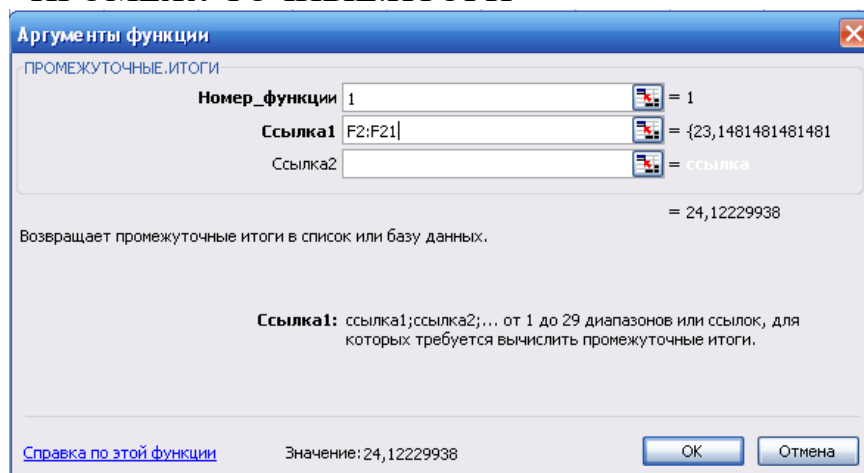 Аргументы функции
ПРОМЕЖУТОЧНЫЕ.ИТОГИ
Номер_функции 1 = 1
Ссылка1 F2:F21 = {23,1481481481481
Ссылка2 = ссылка
= 24,12229938
Возвращает промежуточные итоги в список или базу данных.
Ссылка1: ссылка1;ссылка2;... от 1 до 29 диапазонов или ссылок, для
которых требуется вычислить промежуточные итоги.
Справка по этой функции Значение:24,12229938 OK Отмена